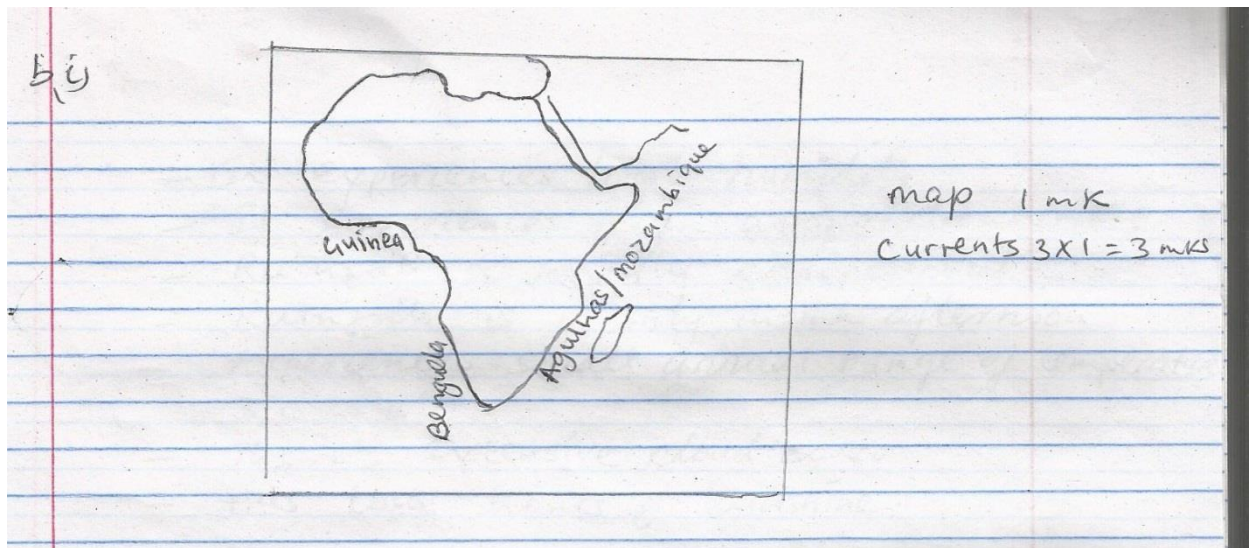 b, i)
map 1 mk
Currents 3x1 = 3 mks
Guinea
Benguela
Agulhas/mozambique